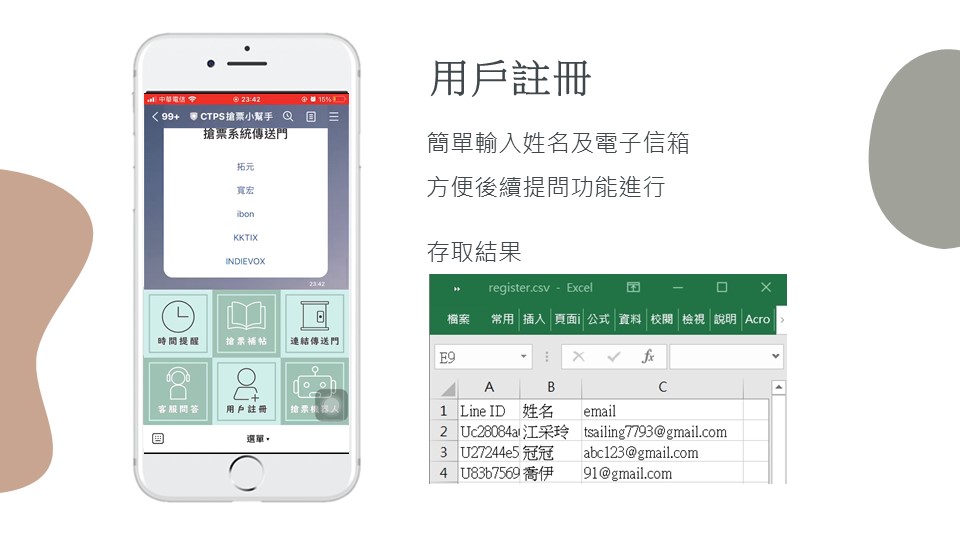 用戶註冊
簡單輸入姓名及電子信箱
方便後續提問功能進行
存取結果
中華電信 23:42 15%
99+ CTPS搶票小幫手
搶票系統傳送門
拓元
寬宏
ibon
KKTIX
INDIEVOX
23:42
時間提醒 搶票補帖 連結傳送門
客服問答 用戶註冊 搶票機器人
選單
register.csv - Excel
檔案 常用 插入 頁面 公式 資料 校閱 檢視 說明 Acro
E9 fx
A B C
1 Line ID 姓名 email
2 Uc28084a 江采玲 tsailing7793@gmail.com
3 U27244e5 冠冠 abc123@gmail.com
4 U83b7569 喬伊 91@gmail.com